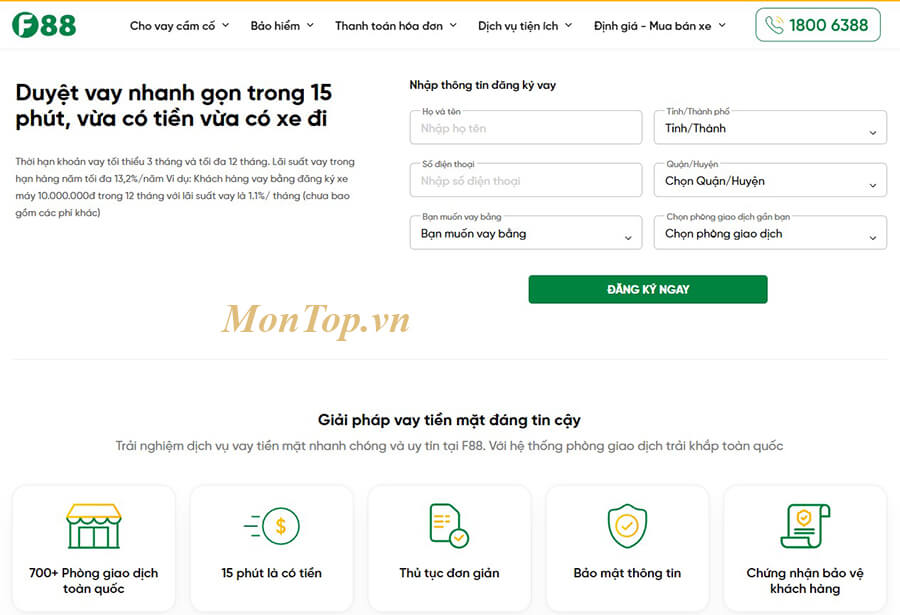 F88
Cho vay cầm cố
Bảo hiểm
Thanh toán hóa đơn
Dịch vụ tiện ích
Định giá - Mua bán xe
1800 6388
Duyệt vay nhanh gọn trong 15
phút, vừa có tiền vừa có xe đi
Thời hạn khoản vay tối thiểu 3 tháng và tối đa 12 tháng. Lãi suất vay trong
hạn hàng năm tối đa 13,2%/năm Ví dụ: Khách hàng vay bằng đăng ký xe
máy 10.000.000đ trong 12 tháng với lãi suất vay là 1.1%/ tháng (chưa bao
gồm các phí khác)
Nhập thông tin đăng ký vay
Họ và tên
Nhập họ tên
Tỉnh/Thành phố
Tỉnh/Thành
Số điện thoại
Nhập số điện thoại
Quận/Huyện
Chọn Quận/Huyện
Bạn muốn vay bằng
Bạn muốn vay bằng
Chọn phòng giao dịch gần bạn
Chọn phòng giao dịch
ĐĂNG KÝ NGAY
MonTop.vn
Giải pháp vay tiền mặt đáng tin cậy
Trải nghiệm dịch vụ vay tiền mặt nhanh chóng và uy tín tại F88. Với hệ thống phòng giao dịch trải khắp toàn quốc
700+ Phòng giao dịch
toàn quốc
$
15 phút là có tiền
Thủ tục đơn giản
Bảo mật thông tin
Chứng nhận bảo vệ
khách hàng